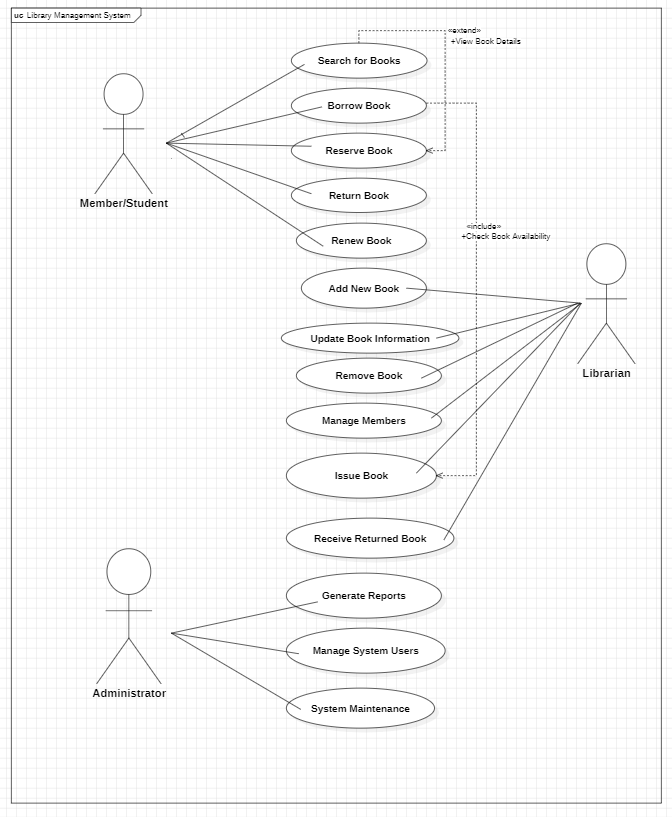 uc Library Management System
«extend»
+View Book Details
Search for Books
Borrow Book
Reserve Book
Return Book
Member/Student
Renew Book
«include»
+Check Book Availability
Add New Book
Update Book Information
Remove Book
Librarian
Manage Members
Issue Book
Receive Returned Book
Generate Reports
Manage System Users
Administrator
System Maintenance